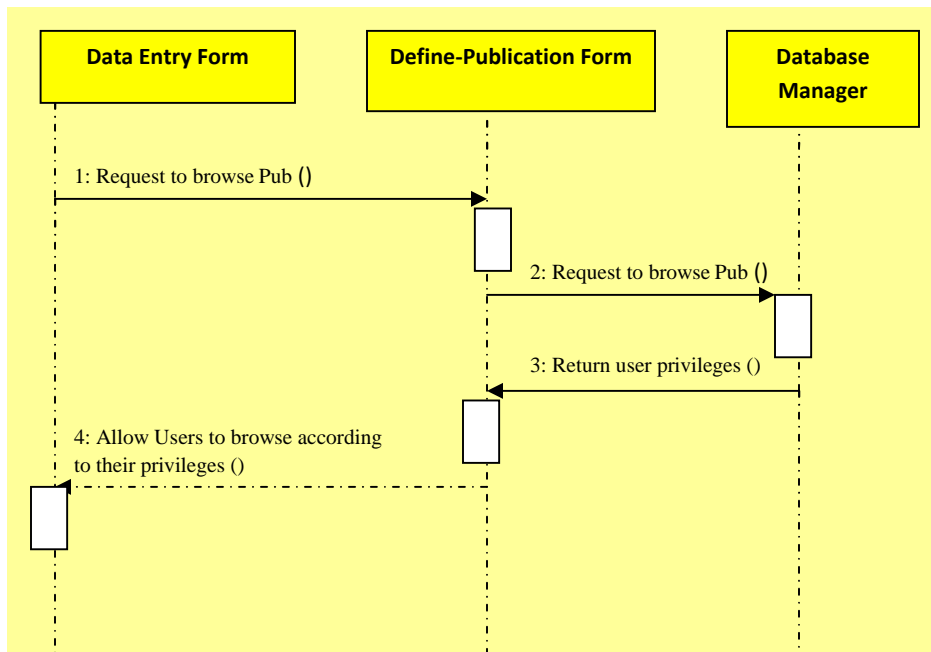 Data Entry Form
Define-Publication Form
Database
Manager
1: Request to browse Pub ()
2: Request to browse Pub ()
3: Return user privileges ()
4: Allow Users to browse according
to their privileges ()